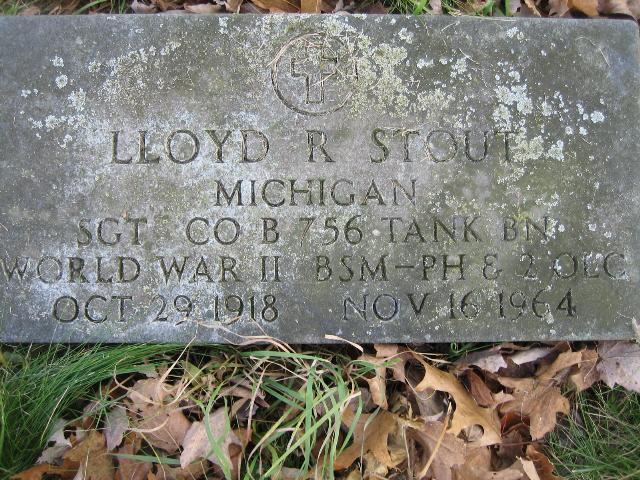 LLOYD R STOUT
MICHIGAN
SGT CO B 756 TANK BN
WORLD WAR II BSM-PH & 2 OLC
OCT 29 1918 NOV 16 1964